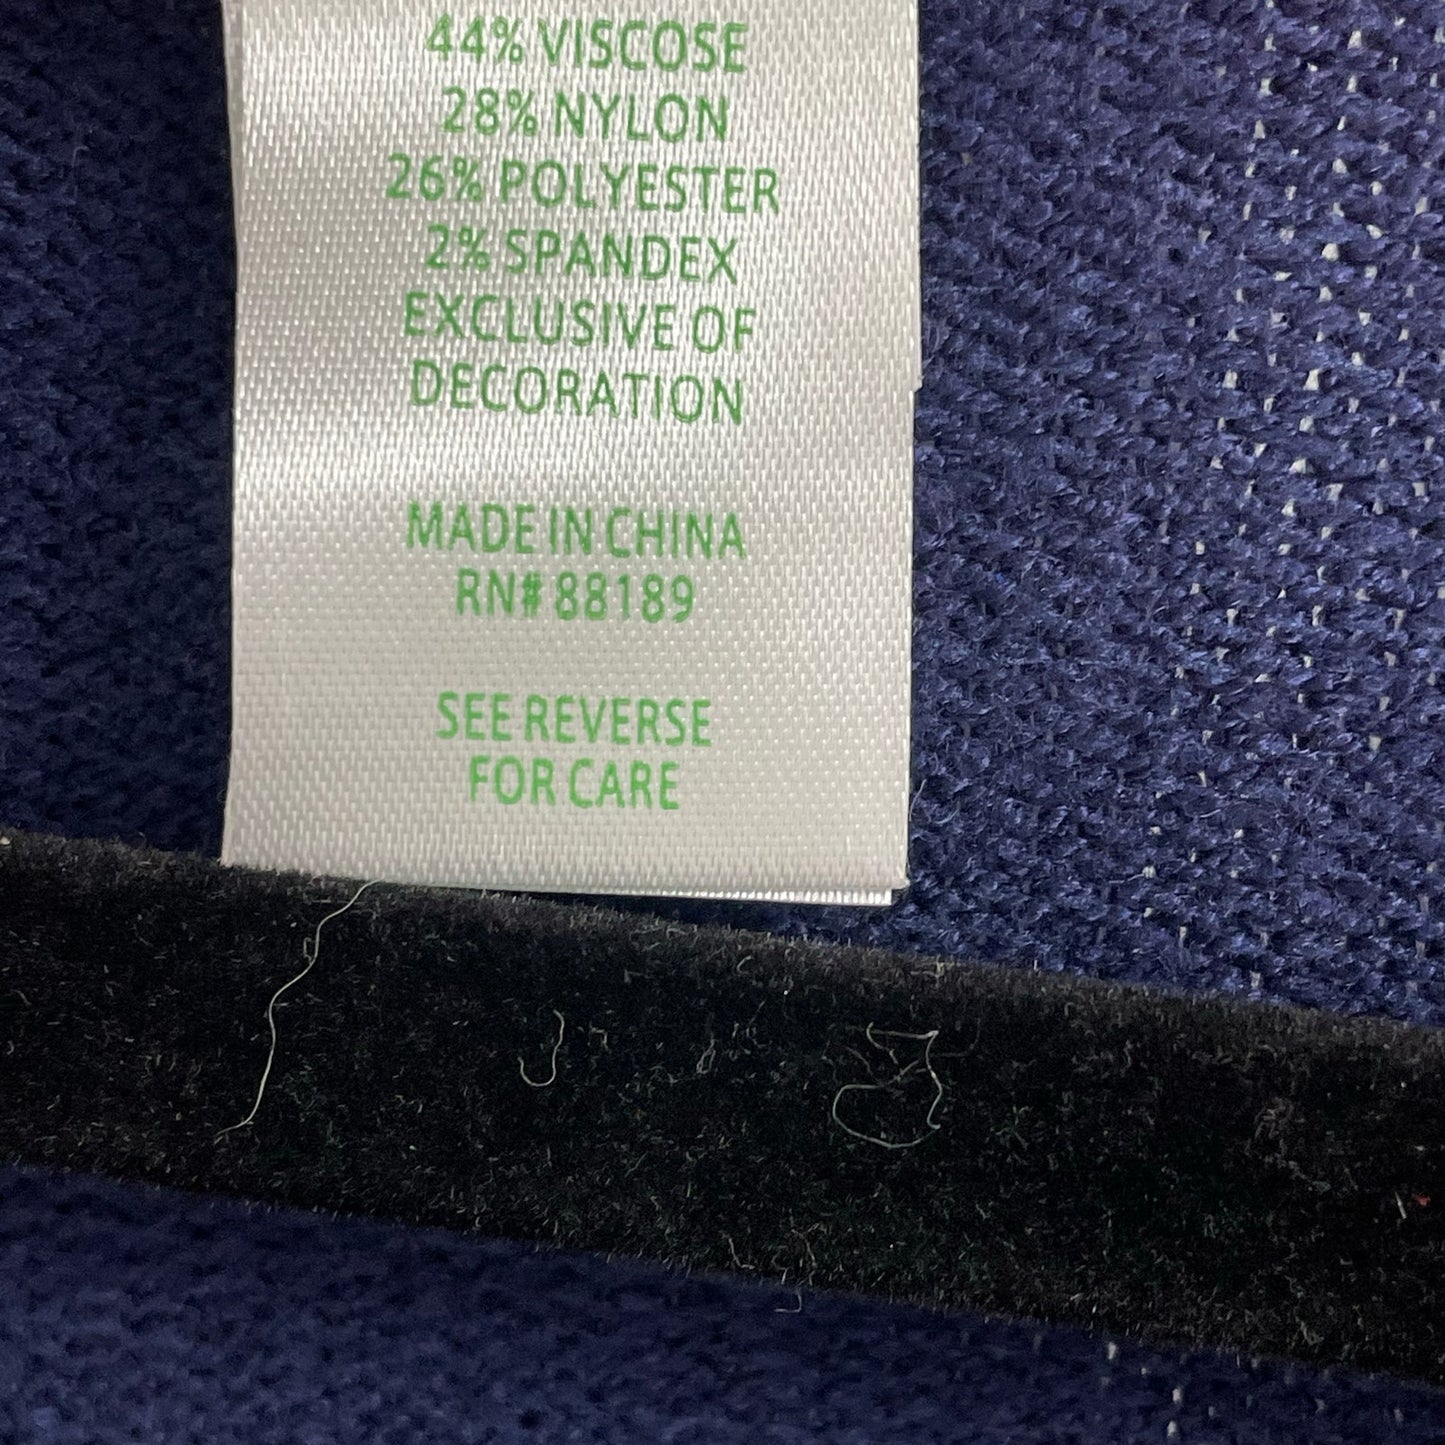 44% VISCOSE
28% NYLON
26% POLYESTER
2% SPANDEX
EXCLUSIVE OF
DECORATION
MADE IN CHINA
RN# 88189
SEE REVERSE
FOR CARE